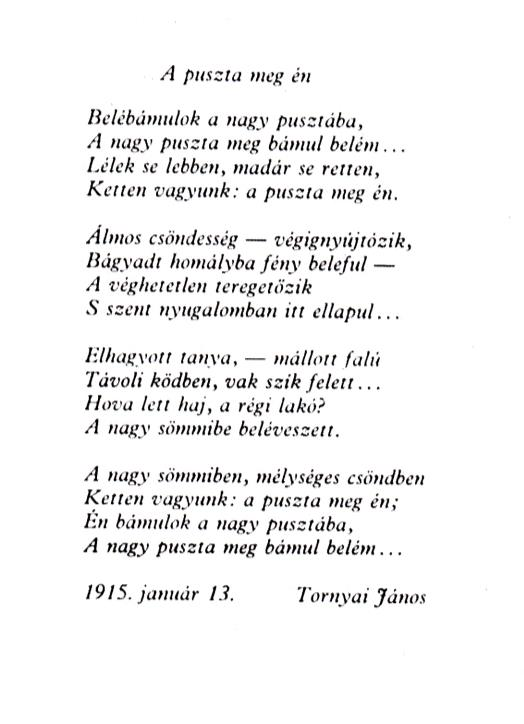 A puszta meg én
Belébámulok a nagy pusztába,
A nagy puszta meg bámul belém...
Lélek se lebben, madár se retten,
Ketten vagyunk: a puszta meg én.
Álmos csöndesség — végignyújtózik,
Bágyadt homályba fény beleful —
A véghetetlen teregetőzik
S szent nyugalomban itt ellapul...
Elhagyott tanya, — mállott falú
Távoli ködben, vak szik felett...
Hova lett haj, a régi lakó?
A nagy sömmibe beléveszett.
A nagy sömmiben, mélységes csöndben
Ketten vagyunk: a puszta meg én;
Én bámulok a nagy pusztába,
A nagy puszta meg bámul belém...
1915. január 13. Tornyai János